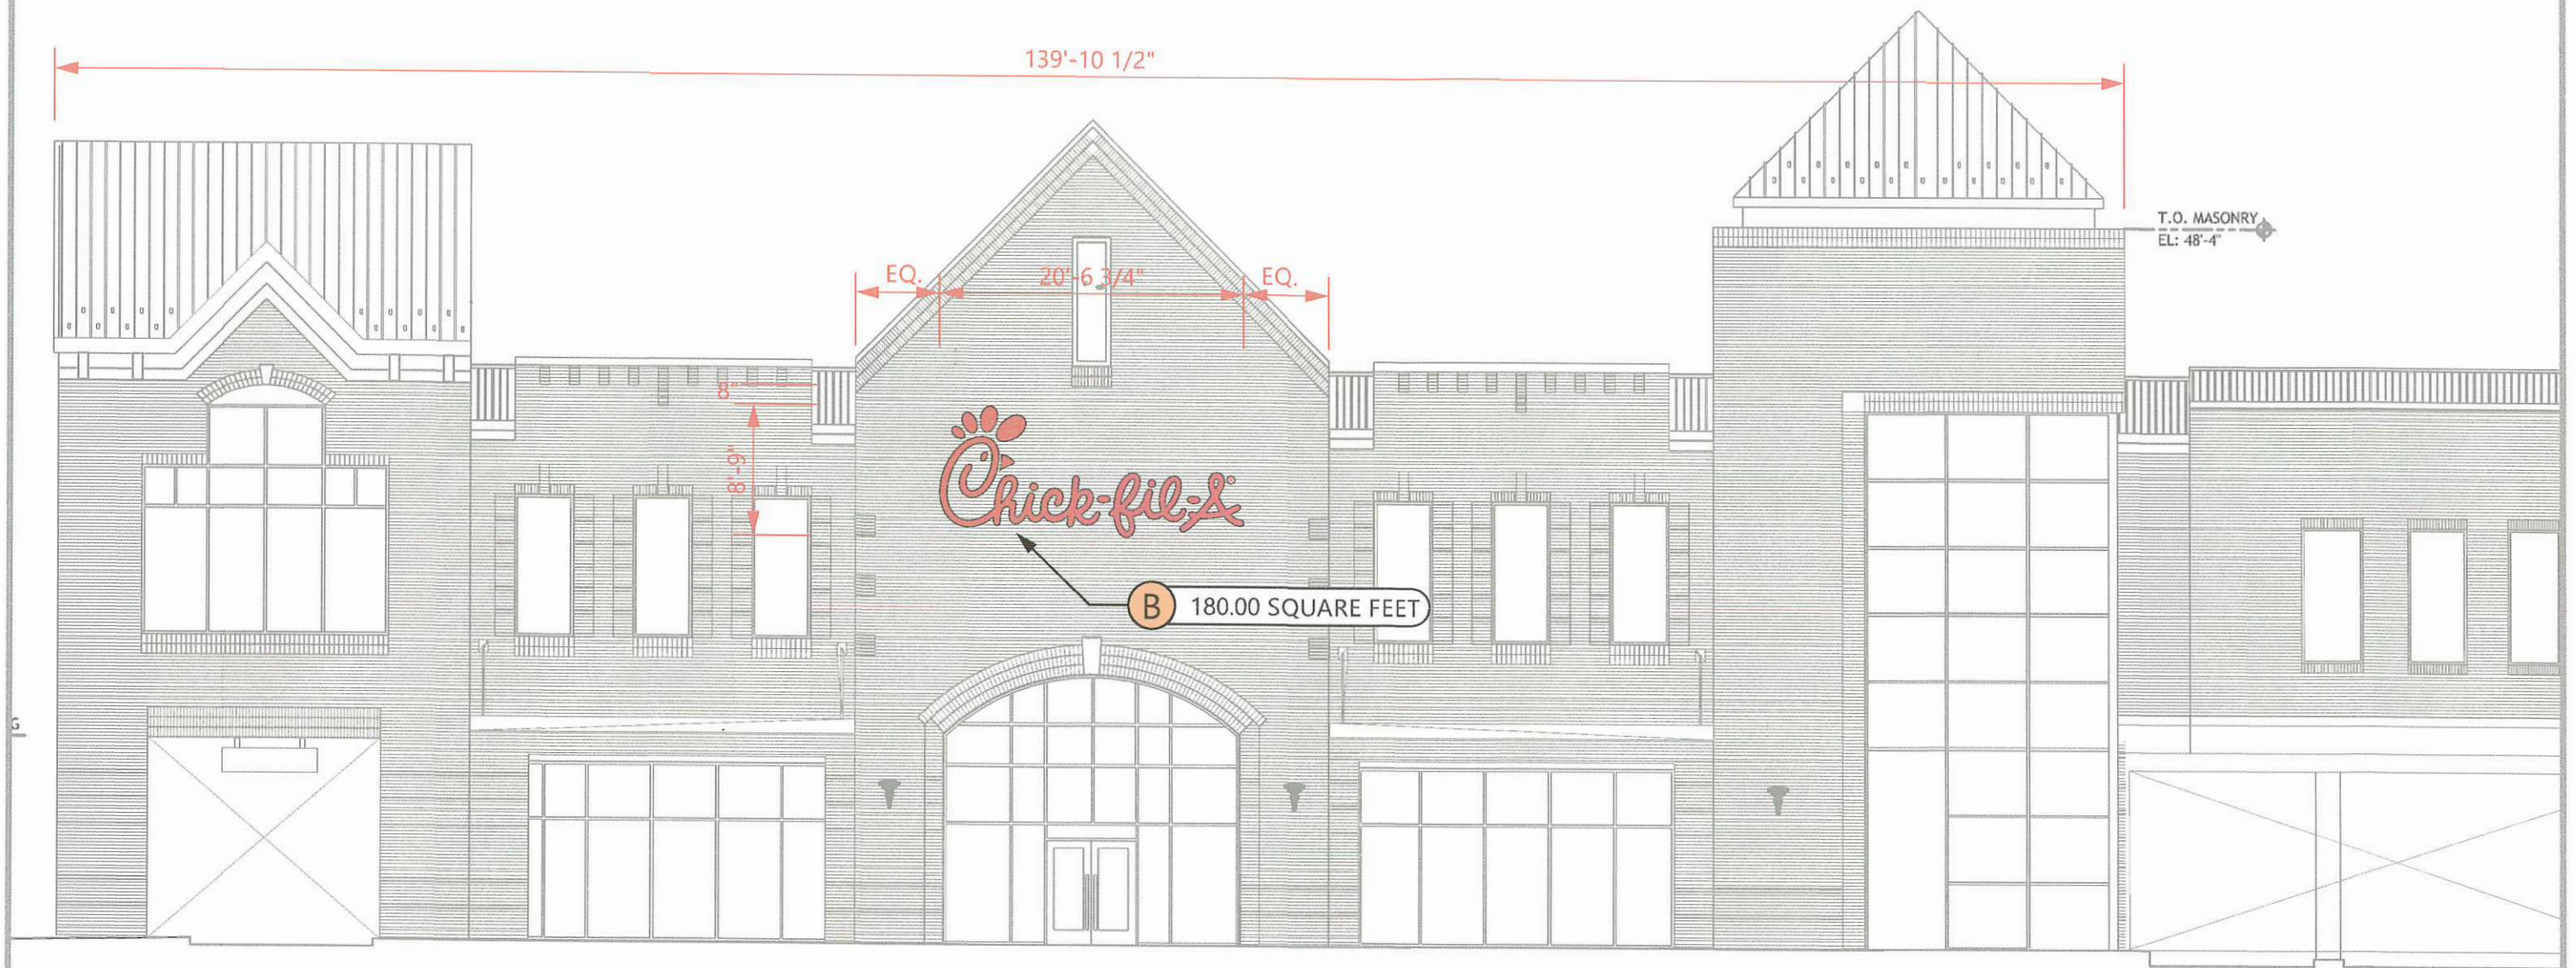 139'-10 1/2"
T.O. MASONRY
EL: 48'-4"
EQ.
20'-6 3/4"
EQ.
8"
8'-9"
Chick-fil-A
B 180.00 SQUARE FEET
G